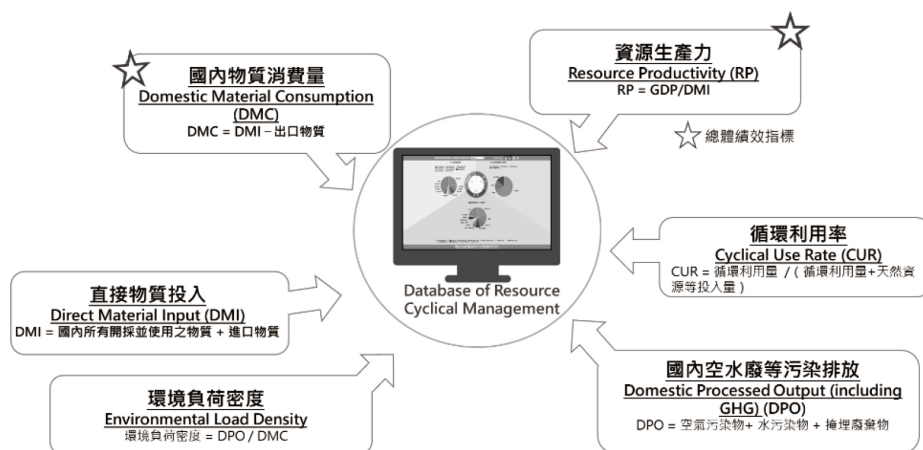 國內物質消費量
Domestic Material Consumption
(DMC)
DMC = DMI – 出口物質
資源生產力
Resource Productivity (RP)
RP = GDP/DMI
☆ 總體績效指標
循環利用率
Cyclical Use Rate (CUR)
CUR = 循環利用量 / ( 循環利用量+天然資
源等投入量 )
直接物質投入
Direct Material Input (DMI)
DMI = 國內所有開採並使用之物質 + 進口物質
Database of Resource
Cyclical Management
環境負荷密度
Environmental Load Density
環境負荷密度 = DPO / DMC
國內空水廢等污染排放
Domestic Processed Output (including
GHG) (DPO)
DPO = 空氣污染物+ 水污染物 + 掩埋廢棄物